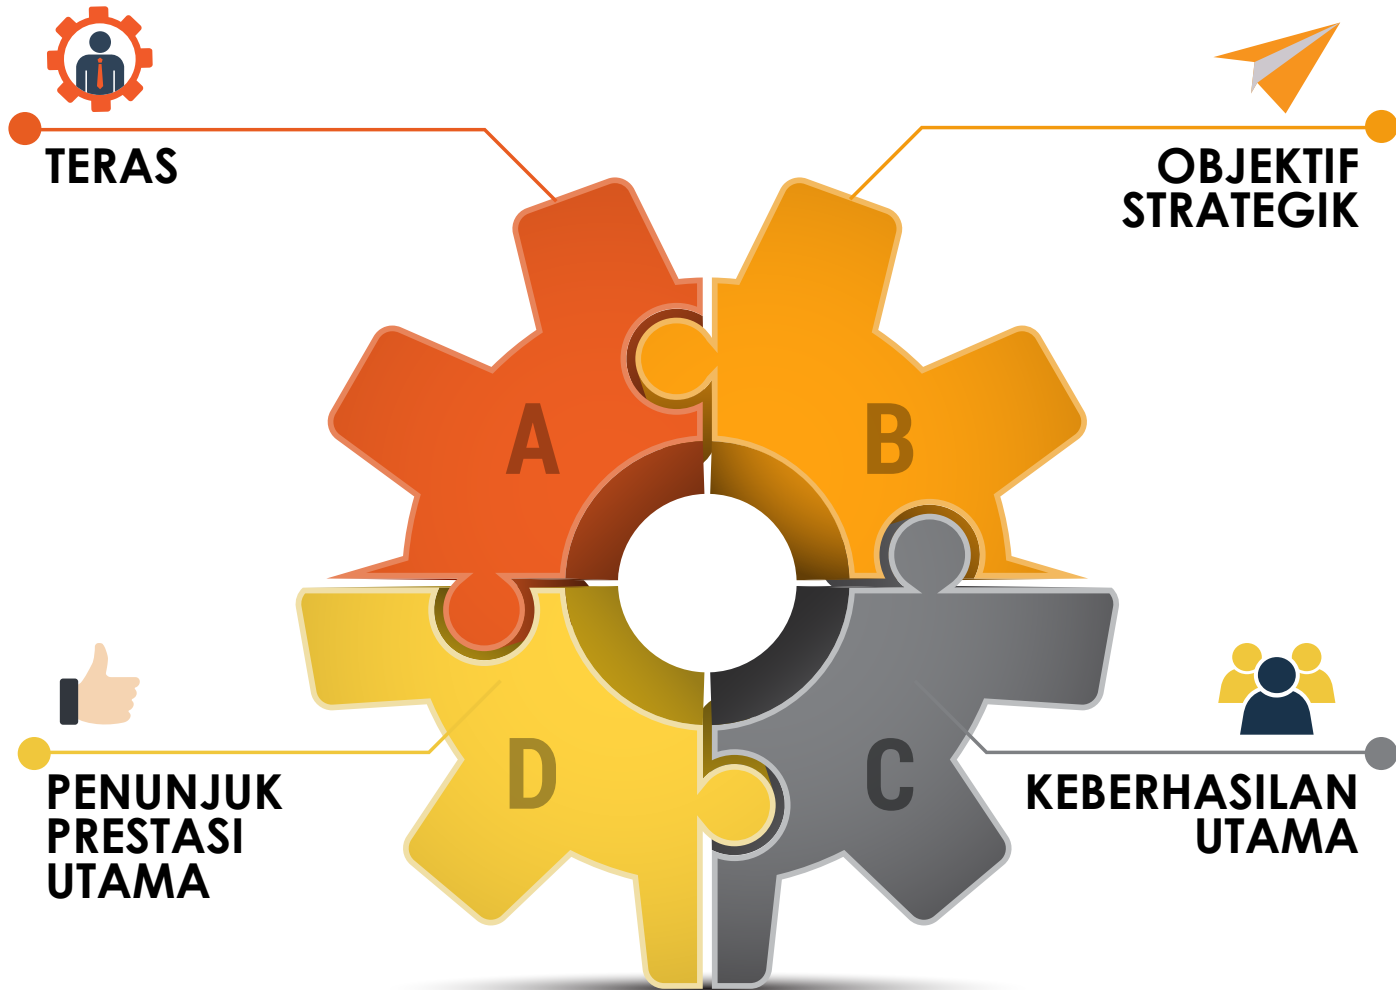 TERAS
OBJEKTIF
STRATEGIK
A
B
D
C
PENUNJUK
PRESTASI
UTAMA
KEBERHASILAN
UTAMA